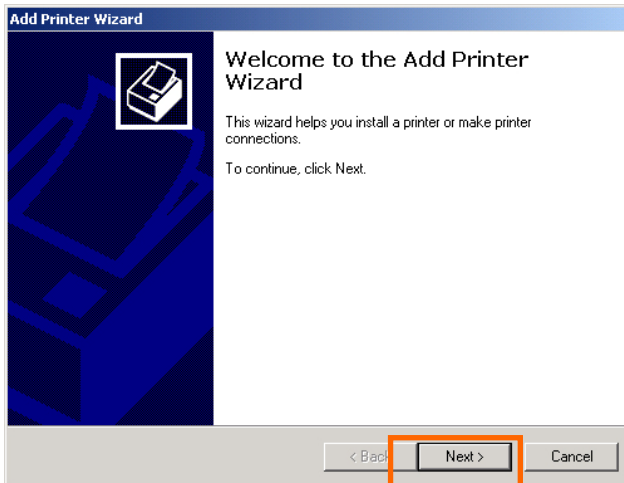 Add Printer Wizard
Welcome to the Add Printer
Wizard
This wizard helps you install a printer or make printer
connections.
To continue, click Next.
< Back Next > Cancel